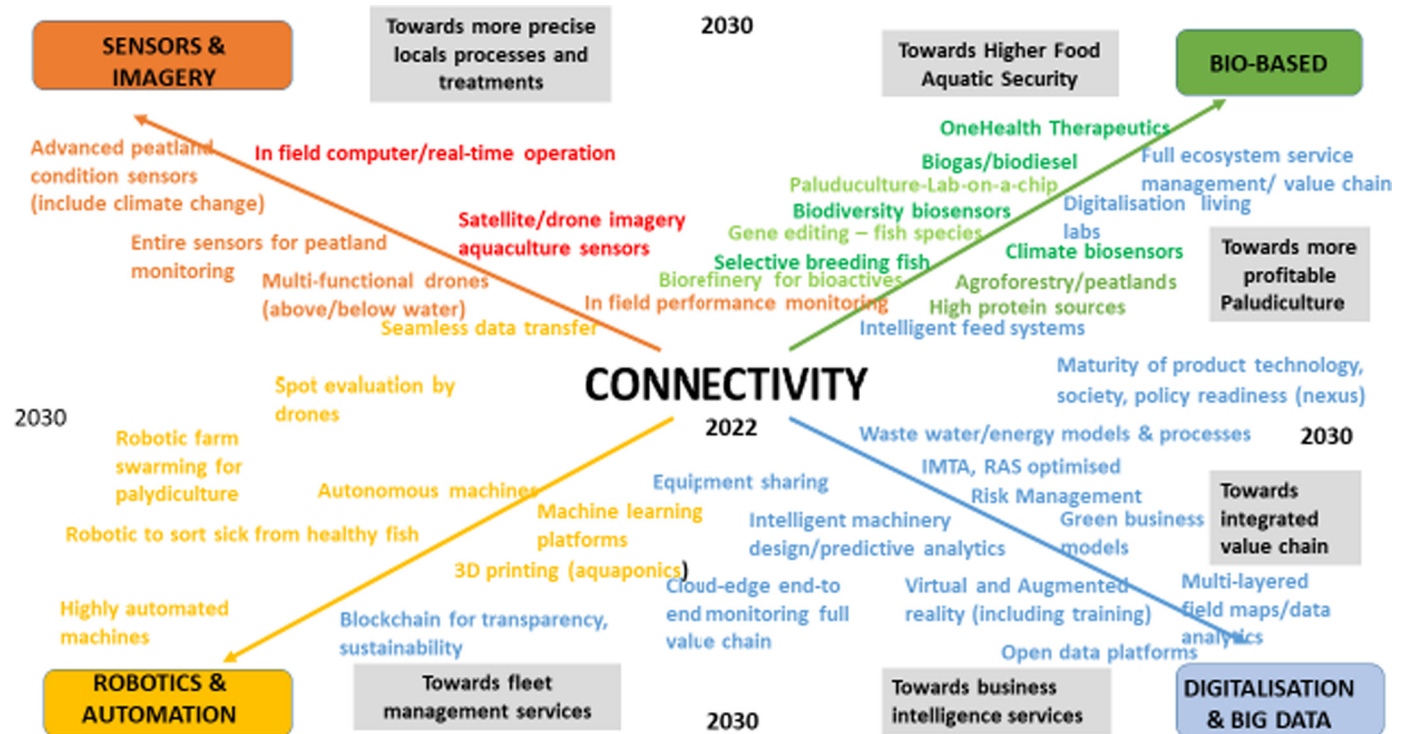 SENSORS &
IMAGERY
Towards more precise
locals processes and
treatments
2030
Towards Higher Food
Aquatic Security
BIO-BASED
Advanced peatland
condition sensors
(include climate change)
In field computer/real-time operation
Satellite/drone imagery
aquaculture sensors
Entire sensors for peatland
monitoring
Multi-functional drones
(above/below water)
Seamless data transfer
In field performance monitoring
OneHealth Therapeutics
Biogas/biodiesel
Paluduculture-Lab-on-a-chip
Biodiversity biosensors
Gene editing – fish species
Selective breeding fish
Biorefinery for bioactives
Full ecosystem service
management/ value chain
Digitalisation living
labs
Climate biosensors
Agroforestry/peatlands
High protein sources
Intelligent feed systems
Towards more
profitable
Paludiculture
CONNECTIVITY
2022
2030
Spot evaluation by
drones
Robotic farm
swarming for
palydiculture
Autonomous machines
Robotic to sort sick from healthy fish
Machine learning
platforms
3D printing (aquaponics)
Highly automated
machines
Blockchain for transparency,
sustainability
Maturity of product technology,
society, policy readiness (nexus)
Waste water/energy models & processes
2030
IMTA, RAS optimised
Risk Management
Green business
models
Towards
integrated
value chain
Equipment sharing
Intelligent machinery
design/predictive analytics
Cloud-edge end-to
end monitoring full
value chain
Virtual and Augmented
reality (including training)
Multi-layered
field maps/data
analytics
Open data platforms
ROBOTICS &
AUTOMATION
Towards fleet
management services
2030
Towards business
intelligence services
DIGITALISATION
& BIG DATA